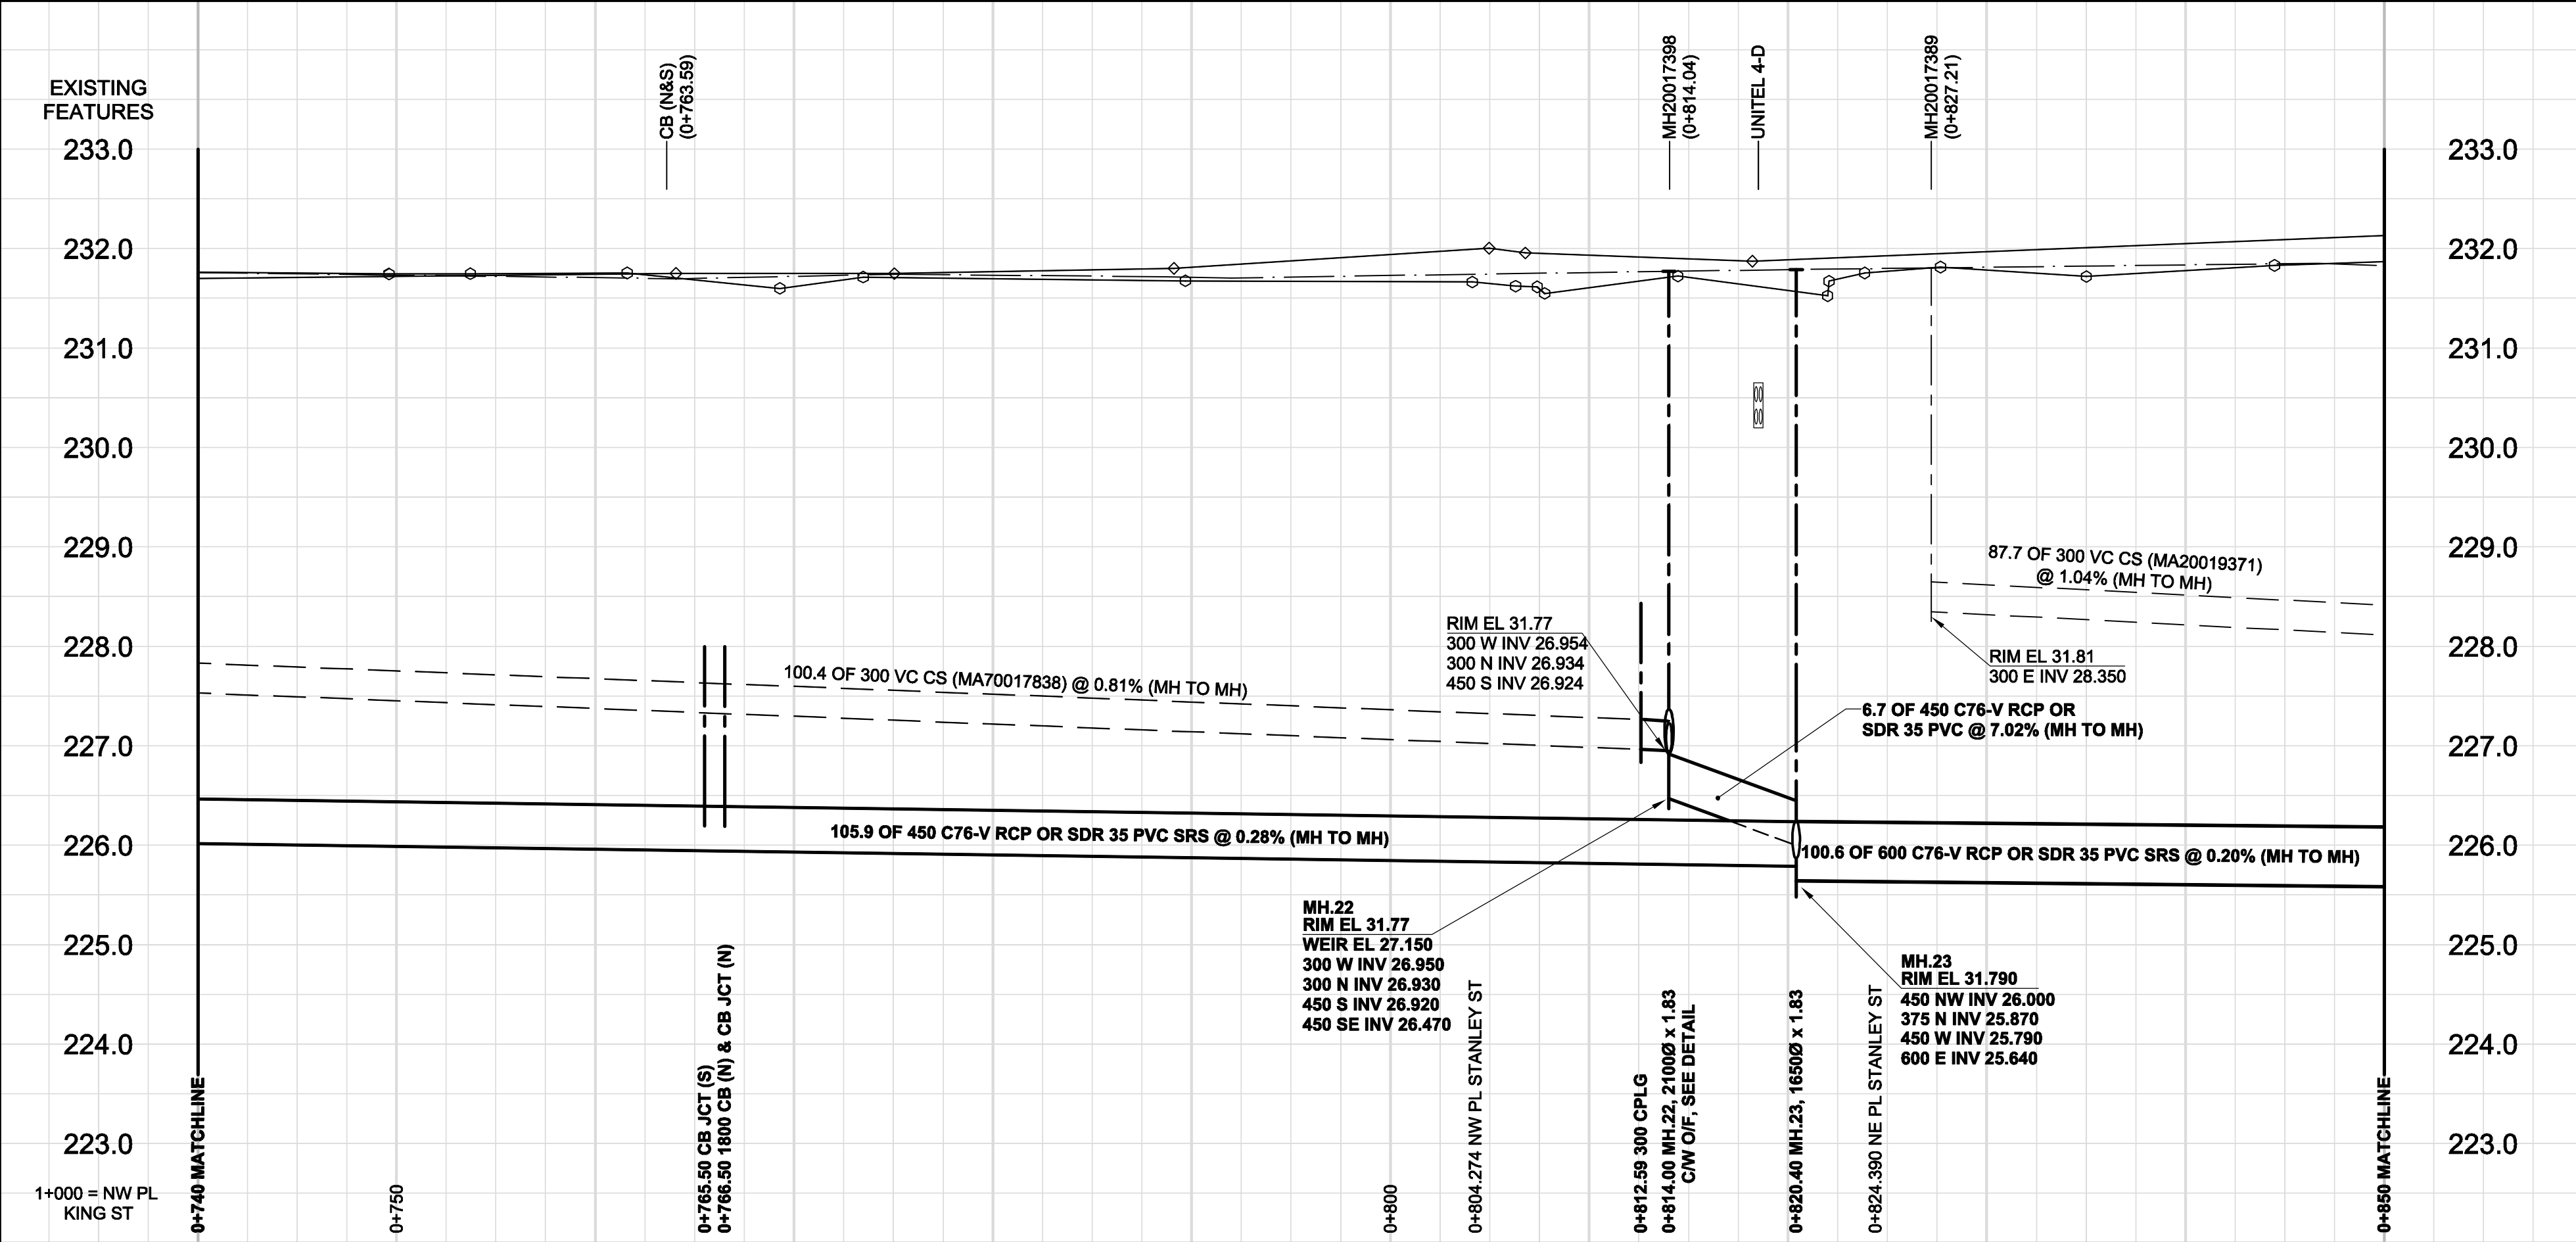 EXISTING
FEATURES
CB (N&S)
(0+763.59)
MH20017398
(0+814.04)
UNITEL 4-D
MH20017389
(0+827.21)
233.0
233.0
232.0
232.0
231.0
231.0
230.0
230.0
229.0
229.0
87.7 OF 300 VC CS (MA20019371)
@ 1.04% (MH TO MH)
228.0
228.0
RIM EL 31.77
300 W INV 26.954
300 N INV 26.934
450 S INV 26.924
RIM EL 31.81
300 E INV 28.350
100.4 OF 300 VC CS (MA70017838) @ 0.81% (MH TO MH)
6.7 OF 450 C76-V RCP OR
SDR 35 PVC @ 7.02% (MH TO MH)
227.0
227.0
226.0
226.0
105.9 OF 450 C76-V RCP OR SDR 35 PVC SRS @ 0.28% (MH TO MH)
100.6 OF 600 C76-V RCP OR SDR 35 PVC SRS @ 0.20% (MH TO MH)
MH.22
RIM EL 31.77
WEIR EL 27.150
300 W INV 26.950
300 N INV 26.930
450 S INV 26.920
450 SE INV 26.470
MH.23
RIM EL 31.790
450 NW INV 26.000
375 N INV 25.870
450 W INV 25.790
600 E INV 25.640
225.0
225.0
224.0
224.0
223.0
223.0
1+000 = NW PL
KING ST
0+740 MATCHLINE
0+750
0+765.50 CB JCT (S)
0+766.50 1800 CB (N) & CB JCT (N)
0+800
0+804.274 NW PL STANLEY ST
0+812.59 300 CPLG
0+814.00 MH.22, 2100Ø x 1.83
C/W O/F, SEE DETAIL
0+820.40 MH.23, 1650Ø x 1.83
0+824.390 NE PL STANLEY ST
0+850 MATCHLINE